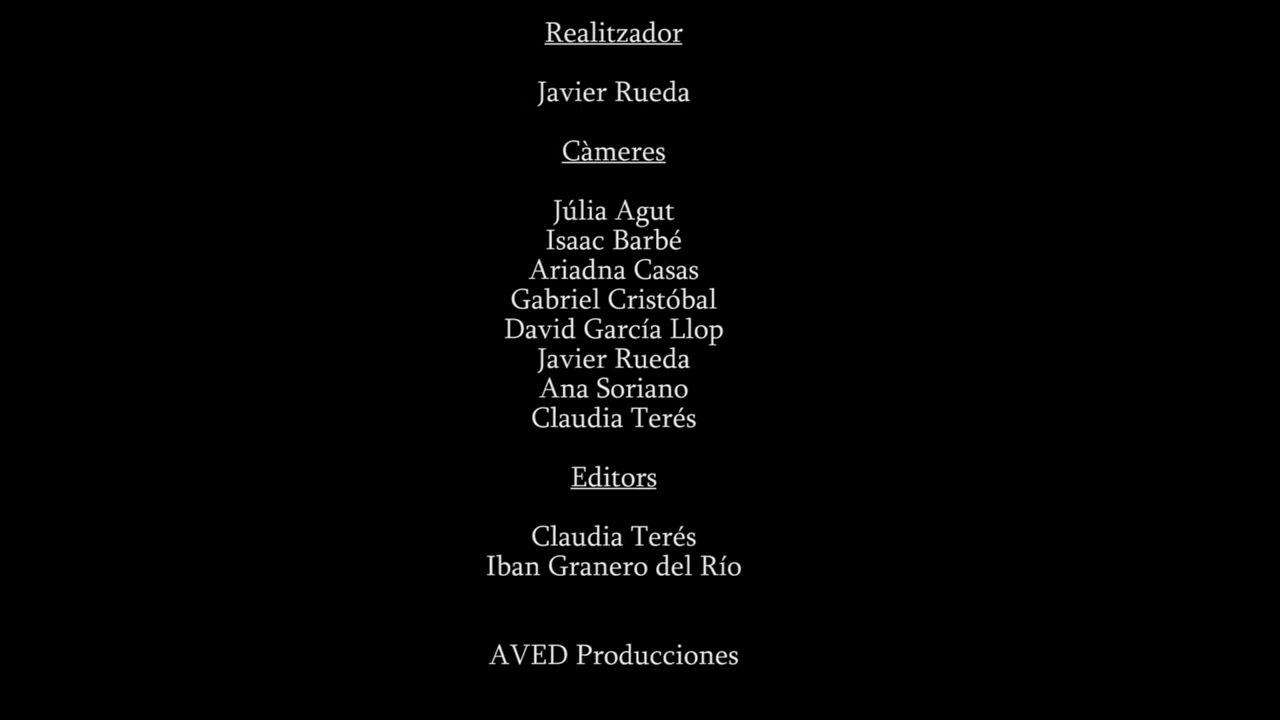 Realitzador
Javier Rueda
Càmeres
Júlia Agut
Isaac Barbé
Ariadna Casas
Gabriel Cristóbal
David García Llop
Javier Rueda
Ana Soriano
Claudia Terés
Editors
Claudia Terés
Iban Granero del Río
AVED Producciones